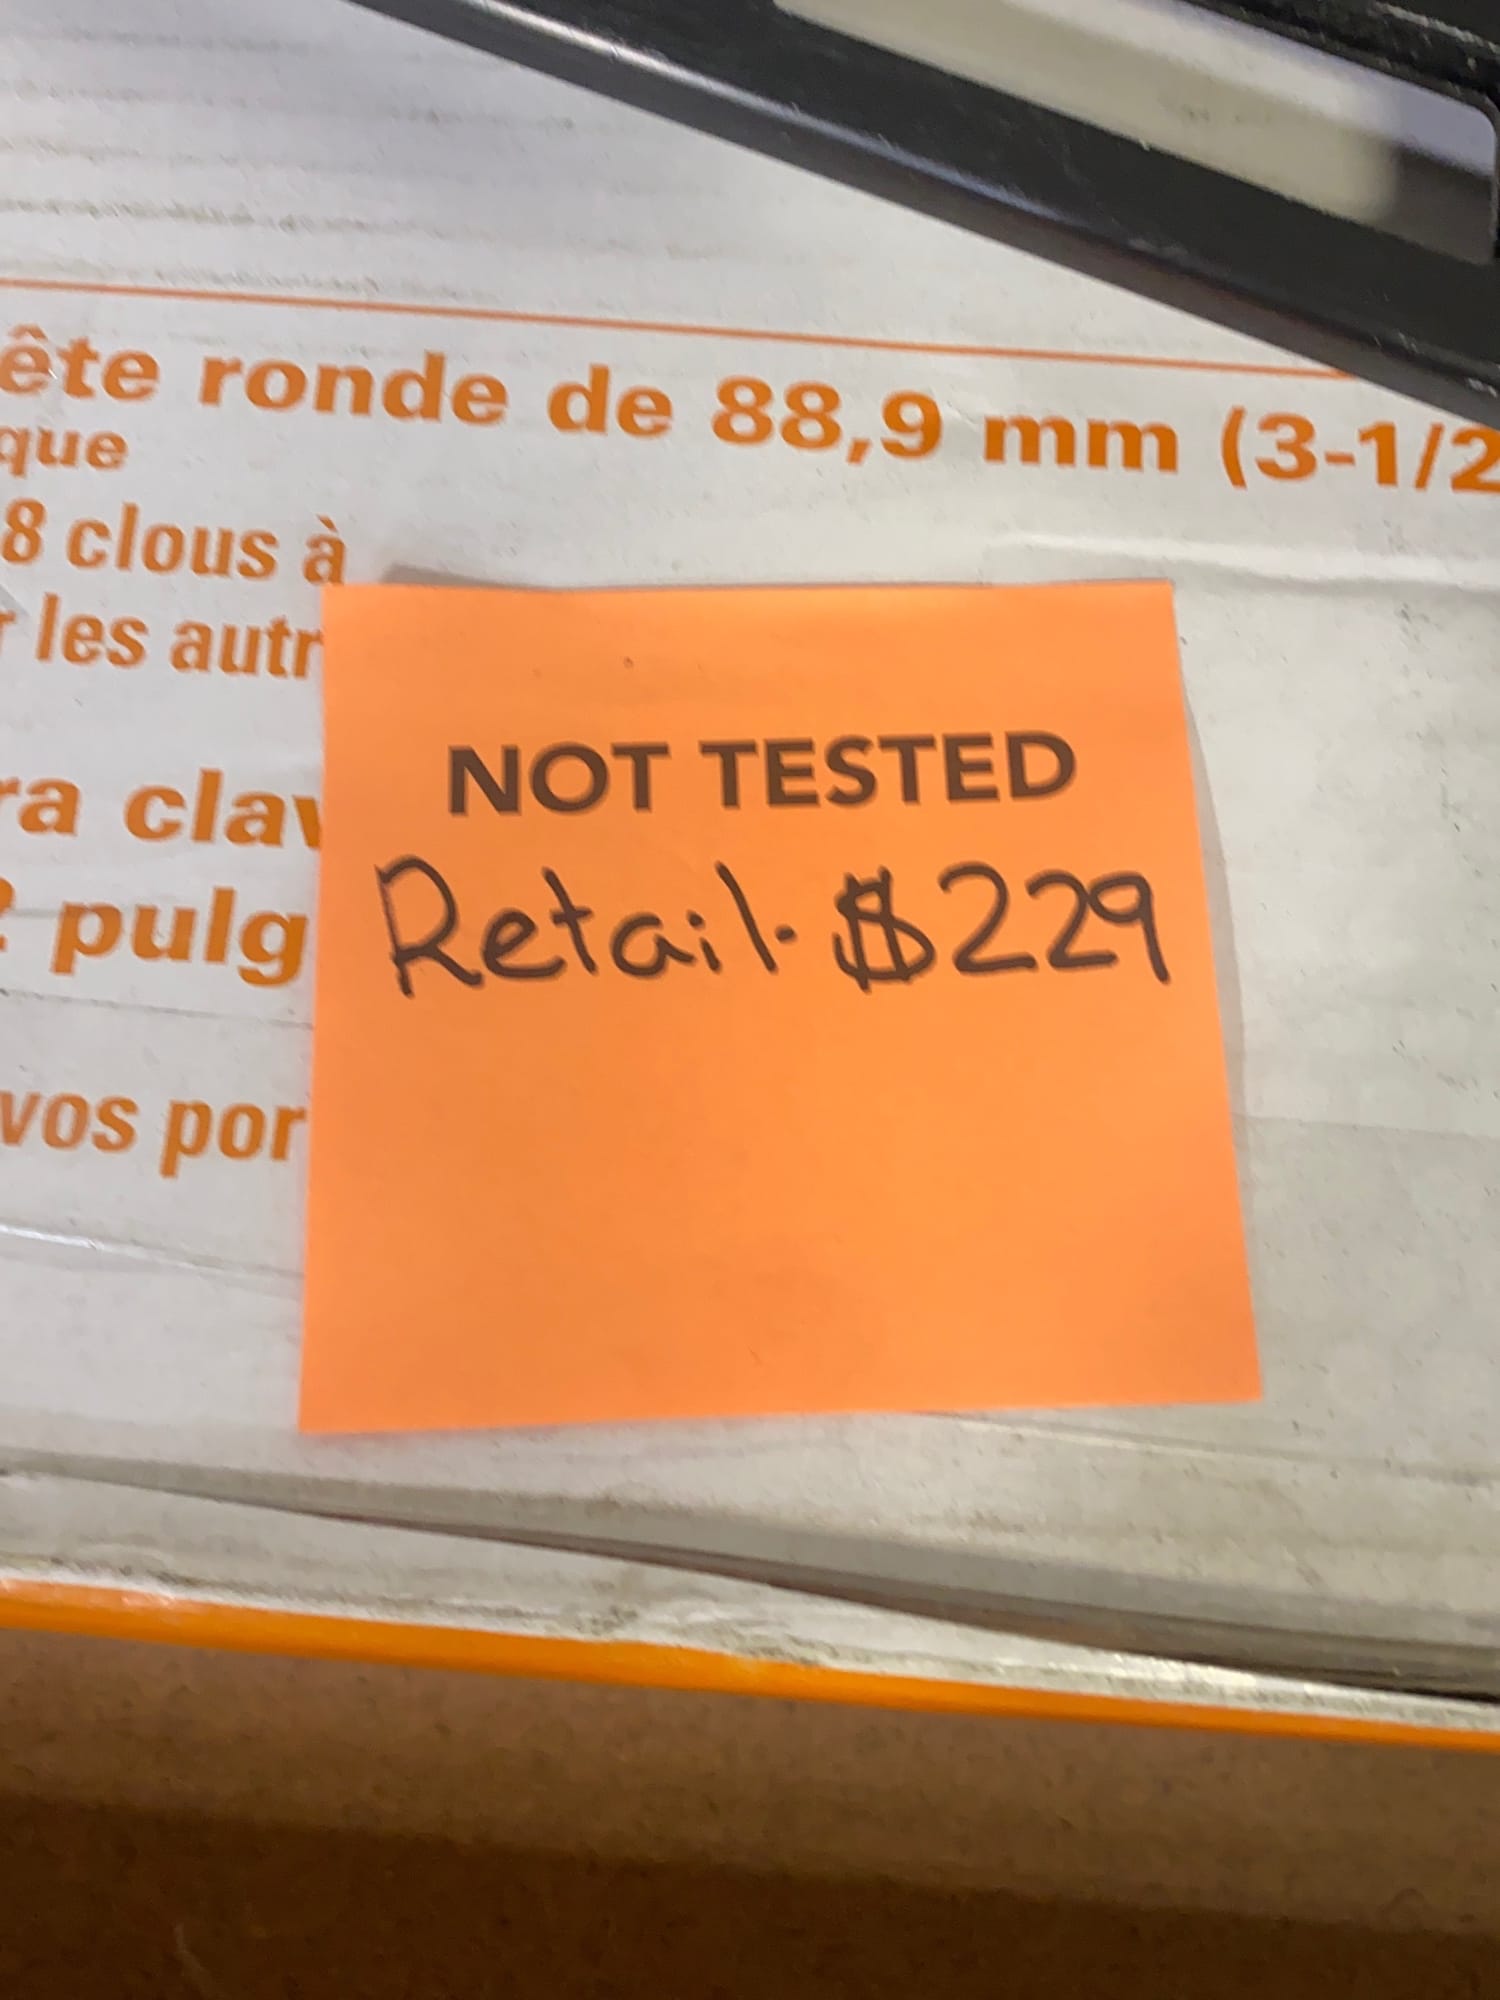 ronde de 88,9 mm (3-1/2
que
8 clous à
les autr
ra clav
pulg
vos por
NOT TESTED
Retail. $229